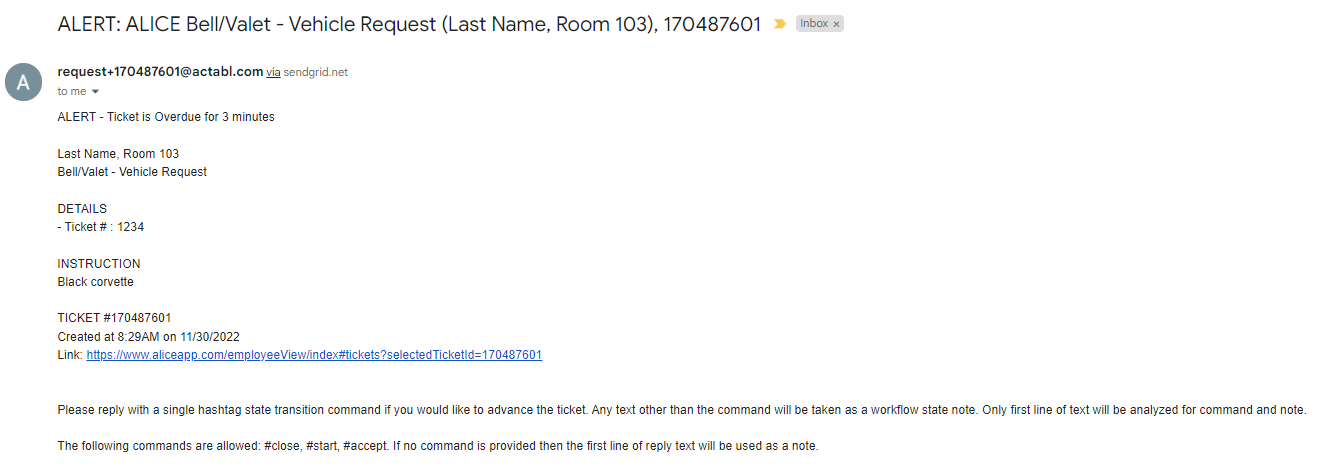 ALERT: ALICE Bell/Valet - Vehicle Request (Last Name, Room 103), 170487601 Inbox ×
A request+170487601@actabl.com via sendgrid.net
to me
ALERT - Ticket is Overdue for 3 minutes
Last Name, Room 103
Bell/Valet - Vehicle Request
DETAILS
- Ticket # : 1234
INSTRUCTION
Black corvette
TICKET #170487601
Created at 8:29AM on 11/30/2022
Link: https://www.aliceapp.com/employeeView/index#tickets?selectedTicketId=170487601
Please reply with a single hashtag state transition command if you would like to advance the ticket. Any text other than the command will be taken as a workflow state note. Only first line of text will be analyzed for command and note.
The following commands are allowed: #close, #start, #accept. If no command is provided then the first line of reply text will be used as a note.